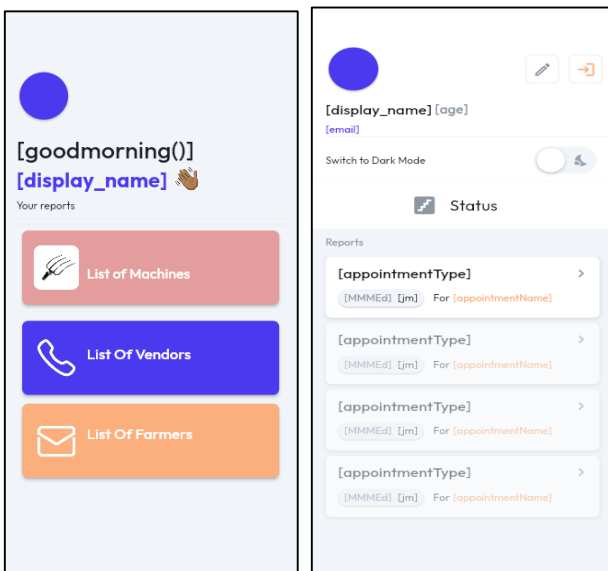 [goodmorning()]
[display_name] 👋🏾
Your reports
List of Machines
List Of Vendors
List Of Farmers
[display_name] [age]
[email]
Switch to Dark Mode
Status
Reports
[appointmentType]
[MMMEd] [jm] For [appointmentName]
[appointmentType]
[MMMEd] [jm] For [appointmentName]
[appointmentType]
[MMMEd] [jm] For [appointmentName]
[appointmentType]
[MMMEd] [jm] For [appointmentName]